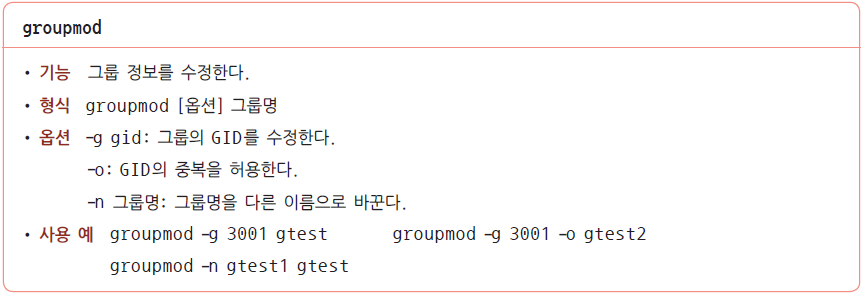 groupmod
• 기능 그룹 정보를 수정한다.
• 형식 groupmod [옵션] 그룹명
• 옵션 -g gid: 그룹의 GID를 수정한다.
-o: GID의 중복을 허용한다.
-n 그룹명: 그룹명을 다른 이름으로 바꾼다.
• 사용 예 groupmod -g 3001 gtest groupmod -g 3001 -o gtest2
groupmod -n gtest1 gtest